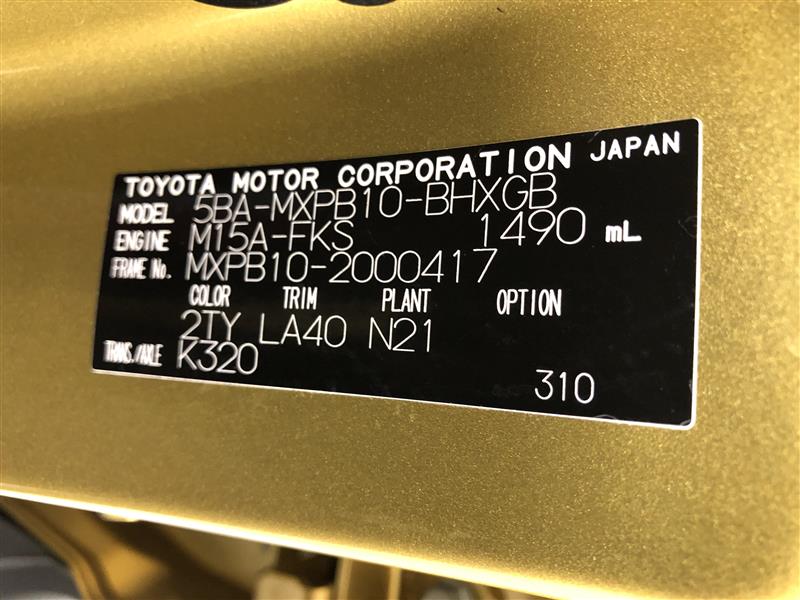 TOYOTA MOTOR CORPORATION JAPAN
MODEL 5BA-MXPB10-BHXGB
ENGINE M15A-FKS 1490 mL
FRAME No. MXPB10-2000417
COLOR TRIM PLANT OPTION
2TY LA40 N21
TRANS./AXLE K320
310